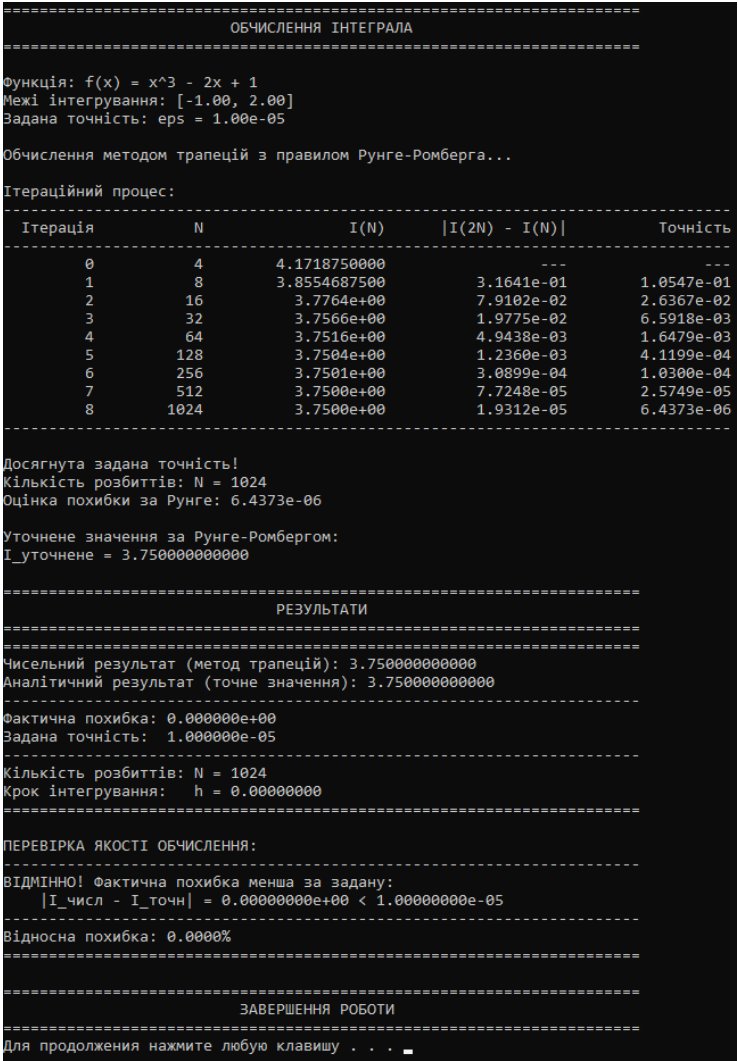 ======================================================================
ОБЧИСЛЕННЯ ІНТЕГРАЛА
======================================================================
Функція: f(x) = x^3 - 2x + 1
Межі інтегрування: [-1.00, 2.00]
Задана точність: eps = 1.00e-05
Обчислення методом трапецій з правилом Рунге-Ромберга...
Ітераційний процес:
--------------------------------------------------------------------------------
Ітерація N I(N) |I(2N) - I(N)| Точність
--------------------------------------------------------------------------------
0 4 4.1718750000 --- ---
1 8 3.8554687500 3.1641e-01 1.0547e-01
2 16 3.7764e+00 7.9102e-02 2.6367e-02
3 32 3.7566e+00 1.9775e-02 6.5918e-03
4 64 3.7516e+00 4.9438e-03 1.6479e-03
5 128 3.7504e+00 1.2360e-03 4.1199e-04
6 256 3.7501e+00 3.0899e-04 1.0300e-04
7 512 3.7500e+00 7.7248e-05 2.5749e-05
8 1024 3.7500e+00 1.9312e-05 6.4373e-06
--------------------------------------------------------------------------------
Досягнута задана точність!
Кількість розбиттів: N = 1024
Оцінка похибки за Рунге: 6.4373e-06
Уточнене значення за Рунге-Ромбергом:
I_уточнене = 3.750000000000
======================================================================
РЕЗУЛЬТАТИ
======================================================================
======================================================================
Чисельний результат (метод трапецій): 3.750000000000
Аналітичний результат (точне значення): 3.750000000000
----------------------------------------------------------------------
Фактична похибка: 0.000000e+00
Задана точність:  1.000000e-05
----------------------------------------------------------------------
Кількість розбиттів: N = 1024
Крок інтегрування:   h = 0.00000000
======================================================================
ПЕРЕВІРКА ЯКОСТІ ОБЧИСЛЕННЯ:
----------------------------------------------------------------------
ВІДМІННО! Фактична похибка менша за задану:
|I_числ - I_точн| = 0.00000000e+00 < 1.00000000e-05
----------------------------------------------------------------------
Відносна похибка: 0.0000%
======================================================================
======================================================================
ЗАВЕРШЕННЯ РОБОТИ
======================================================================
Для продолжения нажмите любую клавишу . . .